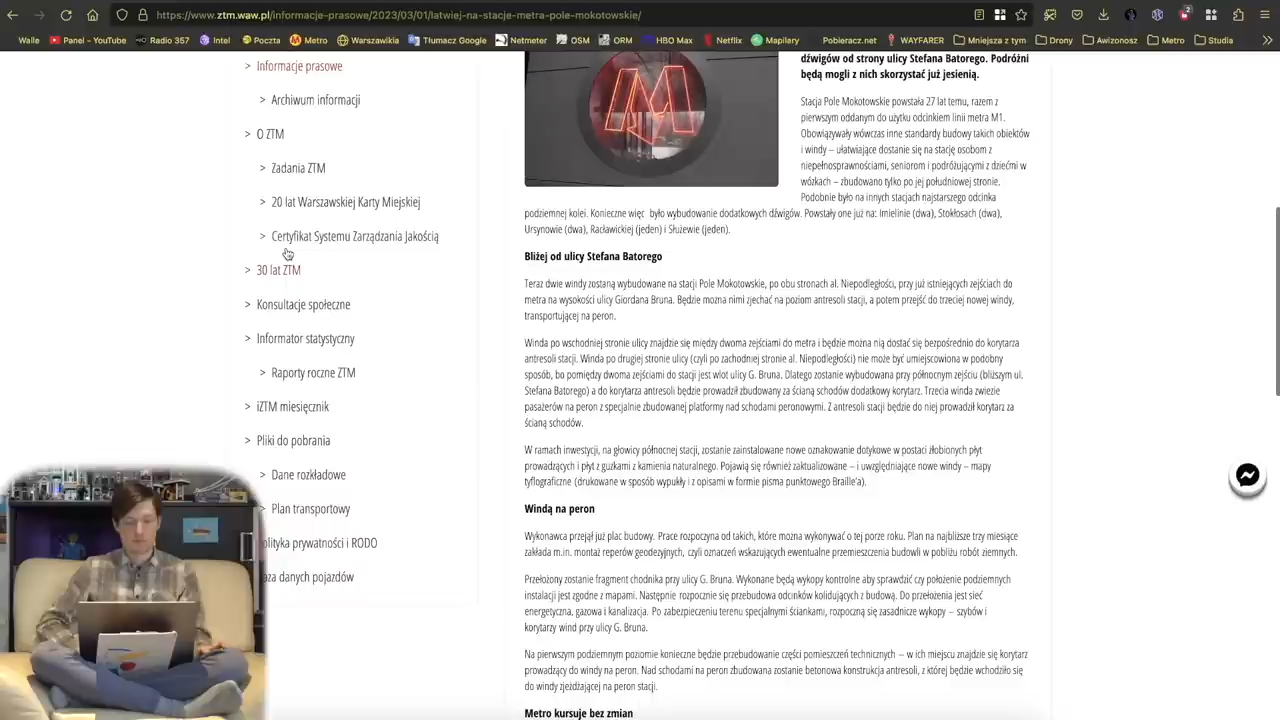 https://www.ztm.waw.pl/informacje-prasowe/2023/03/01/latwiej-na-stacje-metra-pole-mokotowskie/
2
Walle Panel - YouTube Radio 357 Intel Poczta Metro Warszawikia Tłumacz Google Netmeter OSM ORM HBO Max Netflix Mapilary Pobieracz.net WAYFARER Mniejsza z tym Drony Awizonosz Metro Studia
> Informacje prasowe
> Archiwum informacji
> O ZTM
> Zadania ZTM
> 20 lat Warszawskiej Karty Miejskiej
> Certyfikat Systemu Zarządzania Jakością
> 30 lat ZTM
> Konsultacje społeczne
> Informator statystyczny
> Raporty roczne ZTM
> iZTM miesięcznik
> Pliki do pobrania
> Dane rozkładowe
> Plan transportowy
olityka prywatności i RODO
aza danych pojazdów
M
dźwigów od strony ulicy Stefana Batorego. Podróżni
będą mogli z nich skorzystać już jesienią.
Stacja Pole Mokotowskie powstała 27 lat temu, razem z
pierwszym oddanym do użytku odcinkiem linii metra M1.
Obowiązywały wówczas inne standardy budowy takich obiektów
i windy – ułatwiające dostanie się na stację osobom z
niepełnosprawnościami, seniorom i podróżującymi z dziećmi w
wózkach – zbudowano tylko po jej południowej stronie.
Podobnie było na innych stacjach najstarszego odcinka
podziemnej kolei. Konieczne więc było wybudowanie dodatkowych dźwigów. Powstały one już na: Imielinie (dwa), Stokłosach (dwa),
Ursynowie (dwa), Racławickiej (jeden) i Służewie (jeden).
Bliżej od ulicy Stefana Batorego
Teraz dwie windy zostaną wybudowane na stacji Pole Mokotowskie, po obu stronach al. Niepodległości, przy już istniejących zejściach do
metra na wysokości ulicy Giordana Bruna. Będzie można nimi zjechać na poziom antresoli stacji, a potem przejść do trzeciej nowej windy,
transportującej na peron.
Winda po wschodniej stronie ulicy znajdzie się między dwoma zejściami do metra i będzie można nią dostać się bezpośrednio do korytarza
antresoli stacji. Winda po drugiej stronie ulicy (czyli po zachodniej stronie al. Niepodległości) nie może być umiejscowiona w podobny
sposób, bo pomiędzy dwoma zejściami do stacji jest wlot ulicy G. Bruna. Dlatego zostanie wybudowana przy północnym zejściu (bliższym ul.
Stefana Batorego) a do korytarza antresoli będzie prowadził zbudowany za ścianą schodów dodatkowy korytarz. Trzecia winda zwiezie
pasażerów na peron z specjalnie zbudowanej platformy nad schodami peronowymi. Z antresoli stacji będzie do niej prowadził korytarz za
ścianą schodów.
W ramach inwestycji, na głowicy północnej stacji, zostanie zainstalowane nowe oznakowanie dotykowe w postaci żłobionych płyt
prowadzących i płyt z guzkami z kamienia naturalnego. Pojawią się również zaktualizowane – i uwzględniające nowe windy – mapy
tyflograficzne (drukowane w sposób wypukły i z opisami w formie pisma punktowego Braille'a).
Windą na peron
Wykonawca przejął już plac budowy. Prace rozpoczyna od takich, które można wykonywać o tej porze roku. Plan na najbliższe trzy miesiące
zakłada m.in. montaż reperów geodezyjnych, czyli oznaczeń wskazujących ewentualne przemieszczenia budowli w pobliżu robót ziemnych.
Przełożony zostanie fragment chodnika przy ulicy G. Bruna. Wykonane będą wykopy kontrolne aby sprawdzić czy położenie podziemnych
instalacji jest zgodne z mapami. Następnie rozpocznie się przebudowa odcinków kolidujących z budową. Do przełożenia jest sieć
energetyczna, gazowa i kanalizacja. Po zabezpieczeniu terenu specjalnymi ściankami, rozpoczną się zasadnicze wykopy – szybów i
korytarzy wind przy ulicy G. Bruna.
Na pierwszym podziemnym poziomie konieczne będzie przebudowanie części pomieszczeń technicznych – w ich miejscu znajdzie się korytarz
prowadzący do windy na peron. Nad schodami na peron zbudowana zostanie betonowa konstrukcja antresoli, z której będzie wchodziło się
do windy zjeżdżającej na peron stacji.
Metro kursuje bez zmian